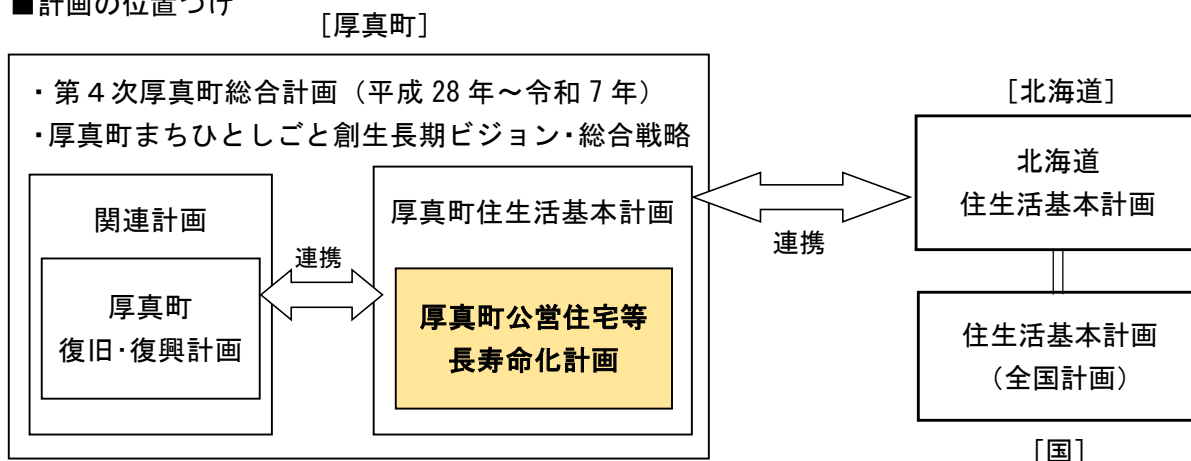 ■計画の位置づけ
[厚真町]
・第４次厚真町総合計画（平成 28 年～令和 7 年）
・厚真町まちひとしごと創生長期ビジョン・総合戦略
関連計画
厚真町
復旧・復興計画
連携
厚真町住生活基本計画
厚真町公営住宅等
長寿命化計画
連携
[北海道]
北海道
住生活基本計画
住生活基本計画
（全国計画）
[国]